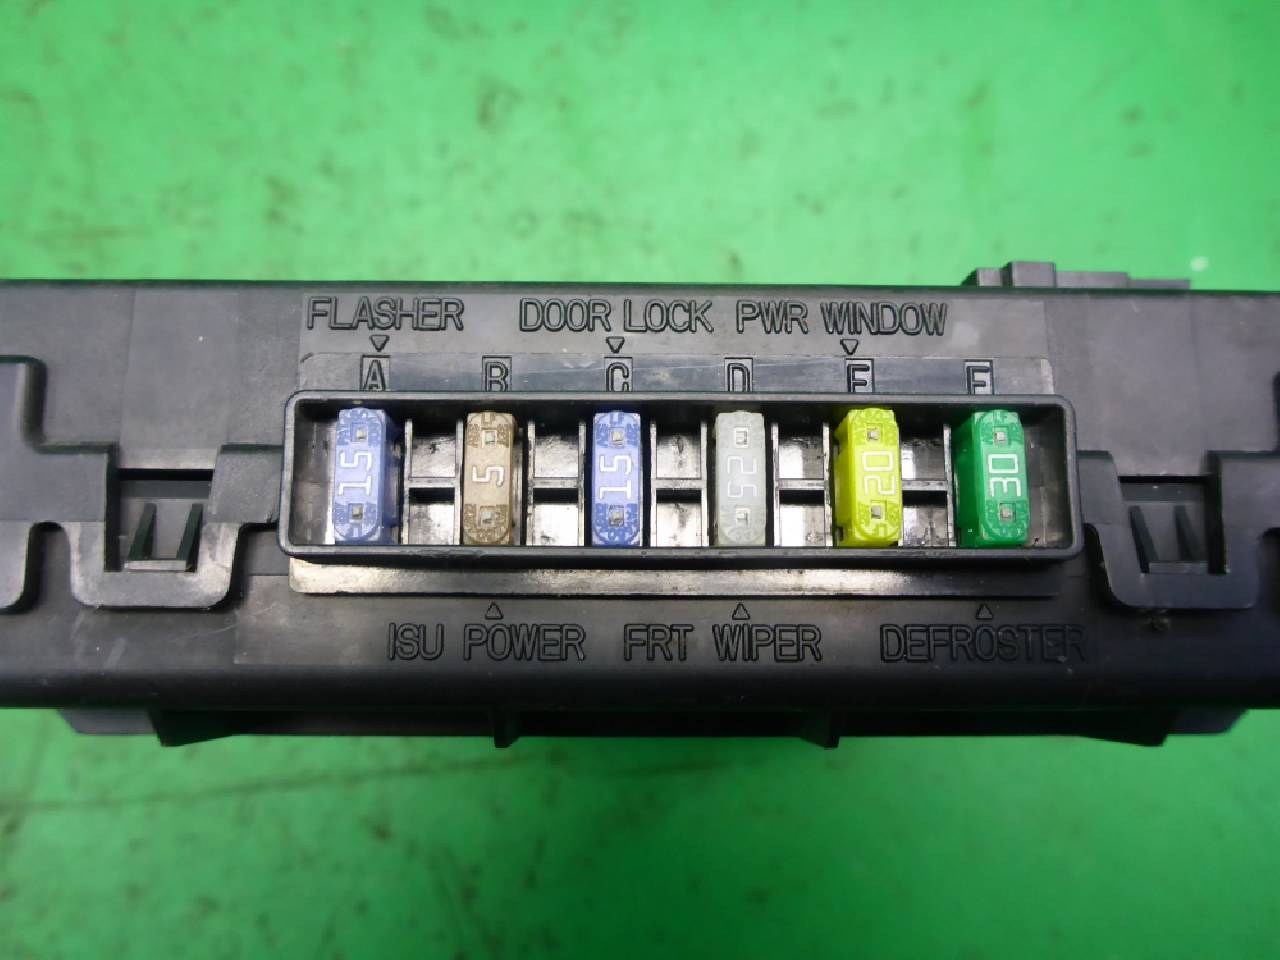 FLASHER DOOR LOCK PWR WINDOW
A B C D E F
15 5 15 25 20 30
ISU POWER FRT WIPER DEFROSTER